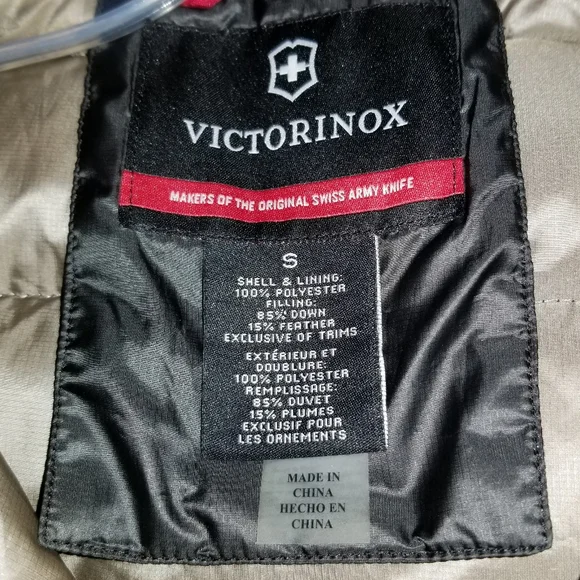 VICTORINOX
MAKERS OF THE ORIGINAL SWISS ARMY KNIFE
S
SHELL & LINING:
100% POLYESTER
FILLING:
85% DOWN
15% FEATHER
EXCLUSIVE OF TRIMS
EXTÉRIEUR ET
DOUBLURE:
100% POLYESTER
REMPLISSAGE:
85% DUVET
15% PLUMES
EXCLUSIF POUR
LES ORNEMENTS
MADE IN
CHINA
HECHO EN
CHINA